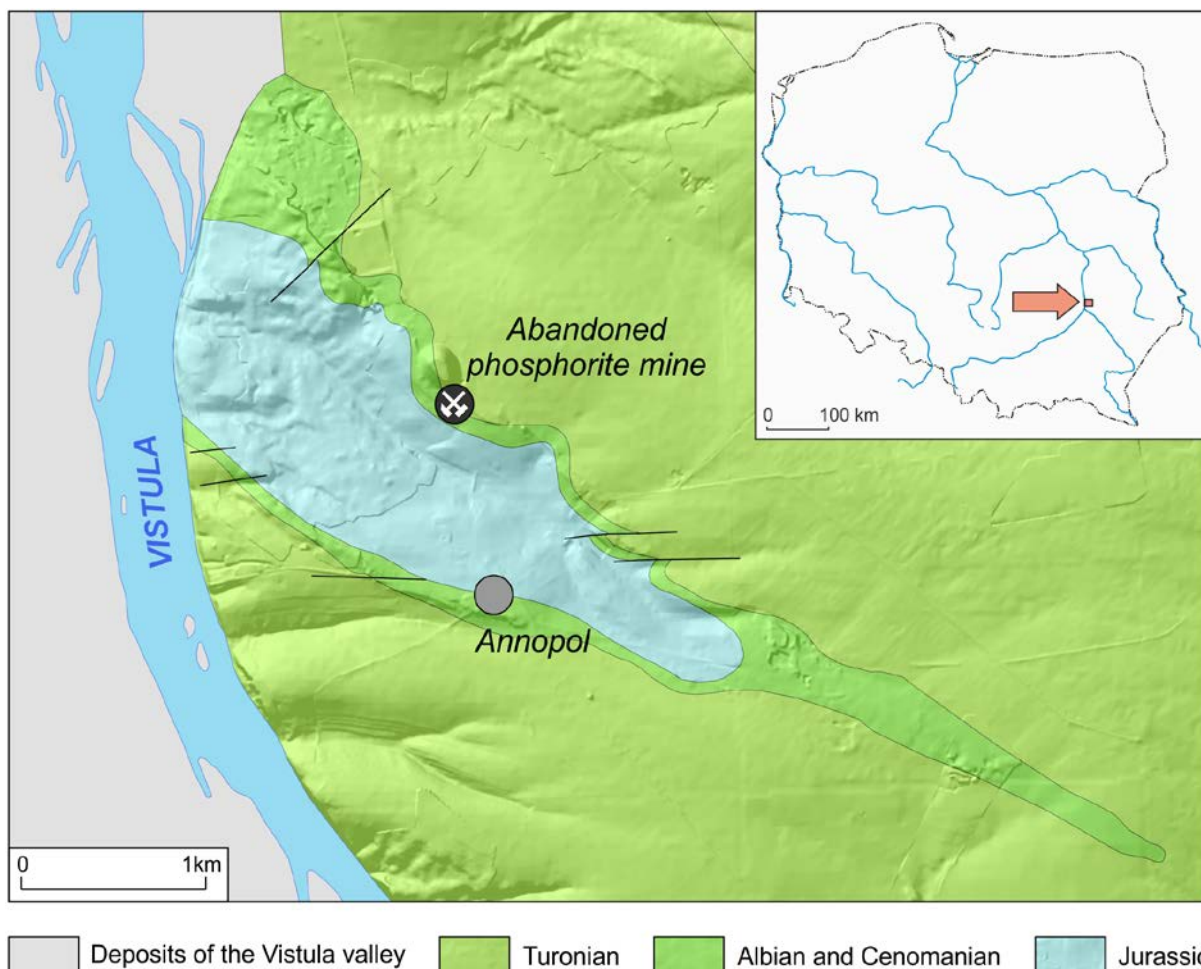 0 100 km
Abandoned
phosphorite mine
VISTULA
Annopol
0 1km
Deposits of the Vistula valley Turonian Albian and Cenomanian Jurassi